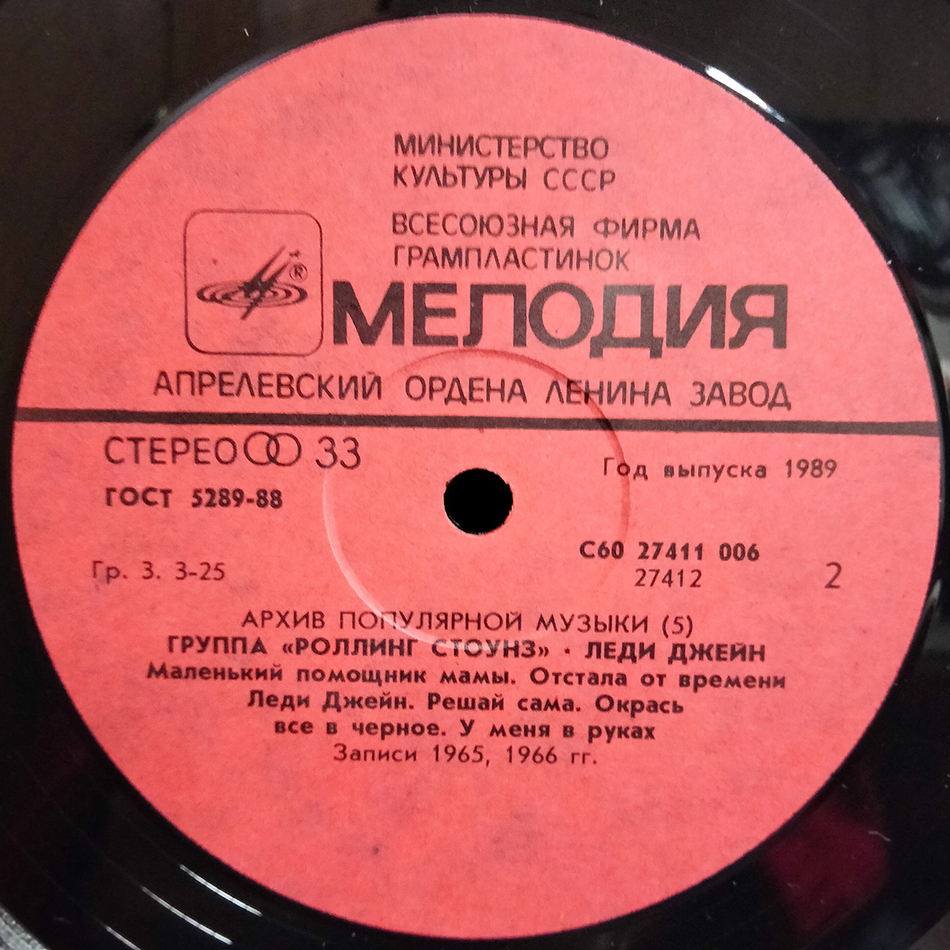 МИНИСТЕРСТВО
КУЛЬТУРЫ СССР
ВСЕСОЮЗНАЯ ФИРМА
ГРАМПЛАСТИНОК
®
МЕЛОДИЯ
АПРЕЛЕВСКИЙ ОРДЕНА ЛЕНИНА ЗАВОД
СТЕРЕО 33
Год выпуска 1989
ГОСТ 5289-88
С60 27411 006
Гр. 3. 3-25
27412
2
АРХИВ ПОПУЛЯРНОЙ МУЗЫКИ (5)
ГРУППА «РОЛЛИНГ СТОУНЗ» · ЛЕДИ ДЖЕЙН
Маленький помощник мамы. Отстала от времени
Леди Джейн. Решай сама. Окрась
все в черное. У меня в руках
Записи 1965, 1966 гг.